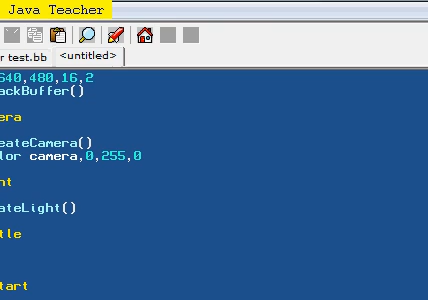 Java Teacher
r test.bb <untitled>
640,480,16,2
ackBuffer()
era
eateCamera()
lor camera,0,255,0
nt
ateLight()
tle
tart